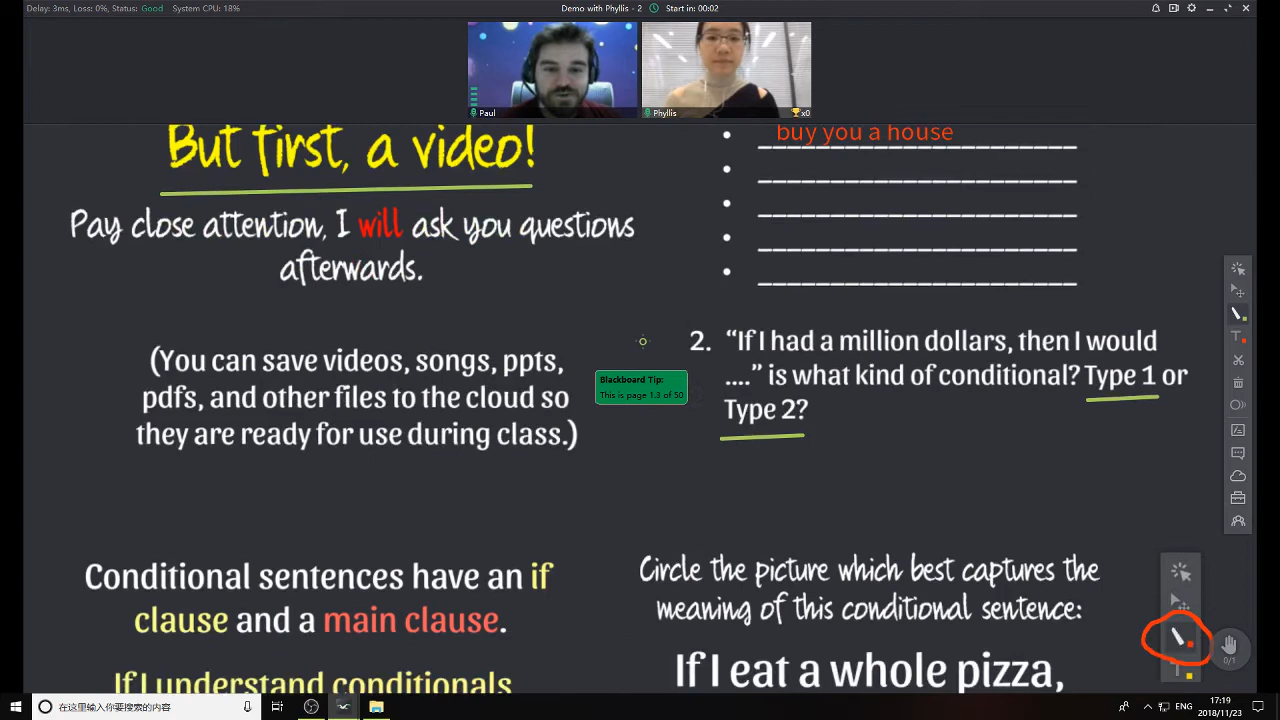 Delay: 3ms, Loss: 0%, Status: Good System CPU: 18%
Demo with Phyllis - 2 Start in: 00:02
Paul
Phyllis
x0
But first, a video!
Pay close attention, I will ask you questions
afterwards.
(You can save videos, songs, ppts,
pdfs, and other files to the cloud so
they are ready for use during class.)
Conditional sentences have an if
clause and a main clause.
If I understand conditionals
buy you a house
2. “If I had a million dollars, then I would
....” is what kind of conditional? Type 1 or
Type 2?
Blackboard Tip:
This is page 1.3 of 50
Circle the picture which best captures the
meaning of this conditional sentence:
If I eat a whole pizza,
0/1
在这里输入你要搜索的内容
ENG
17:19
2018/11/23